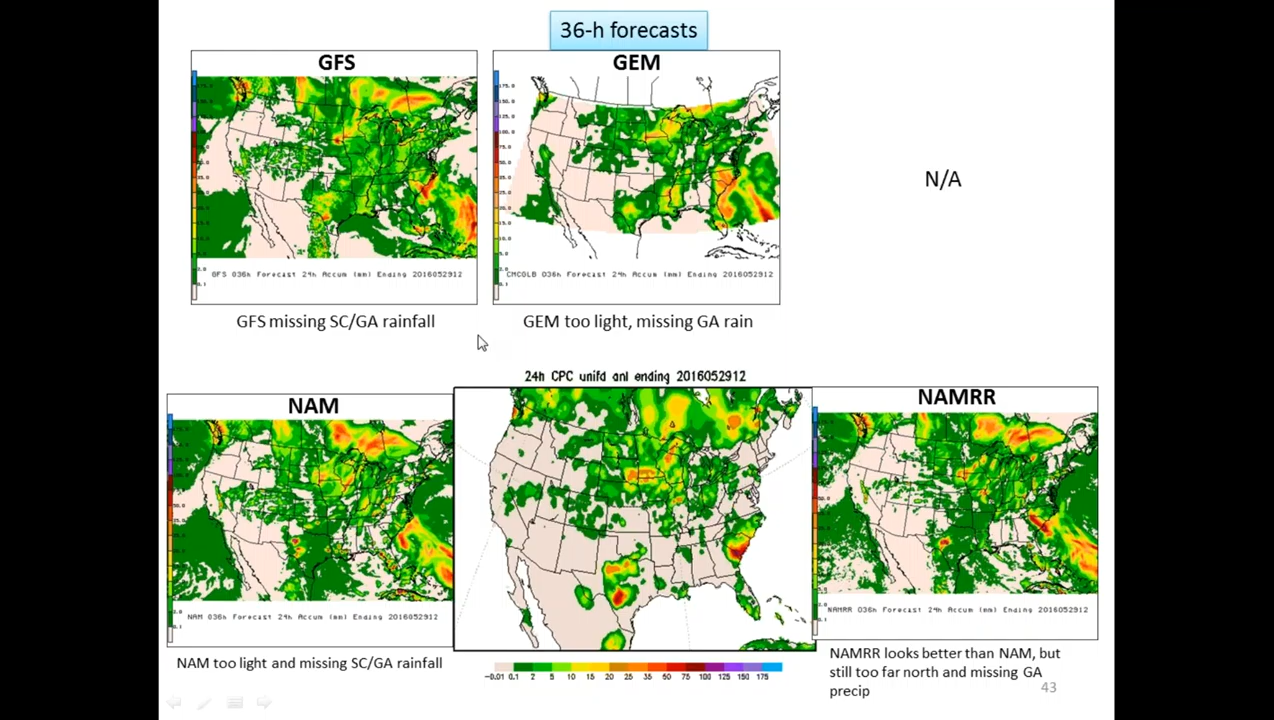 36-h forecasts
GFS
GEM
N/A
GFS 036h Forecast 24h Accum (mm) Ending 2016052912
CMCGLB 036h Forecast 24h Accum (mm) Ending 2016052912
GFS missing SC/GA rainfall
GEM too light, missing GA rain
24h CPC unifd anl ending 2016052912
NAM
NAMRR
NAM 036h Forecast 24h Accum (mm) Ending 2016052912
NAMRR 036h Forecast 24h Accum (mm) Ending 2016052912
-0.01 0.1 2 5 10 15 20 25 35 50 75 100 125 150 175
NAM too light and missing SC/GA rainfall
NAMRR looks better than NAM, but
still too far north and missing GA
precip
43